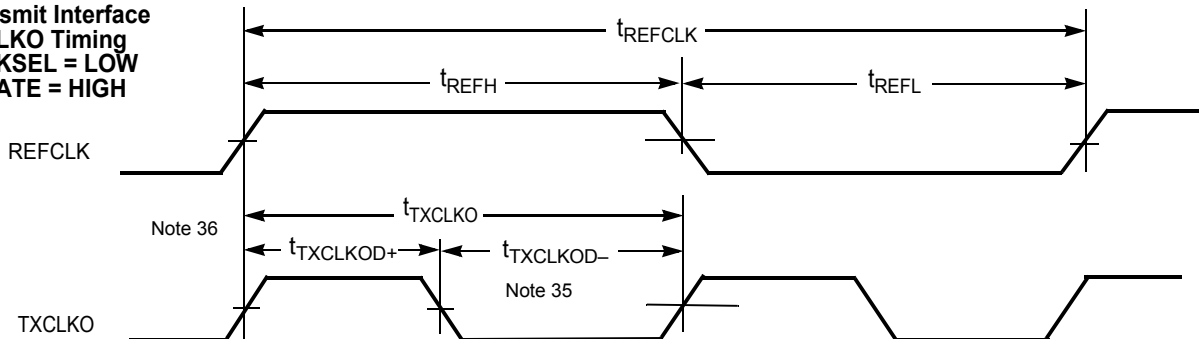 smit Interface
LKO Timing
KSEL = LOW
ATE = HIGH
tREFCLK
tREFH
tREFL
REFCLK
Note 36
tTXCLKO
tTXCLKOD+
tTXCLKOD–
Note 35
TXCLKO